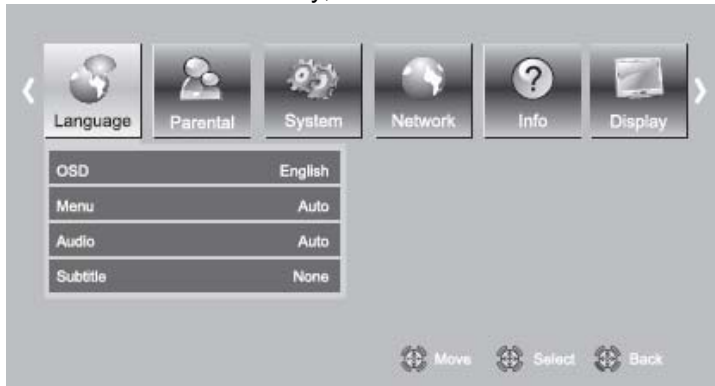 Language Parental System Network Info Display
OSD English
Menu Auto
Audio Auto
Subtitle None
Move Select Back